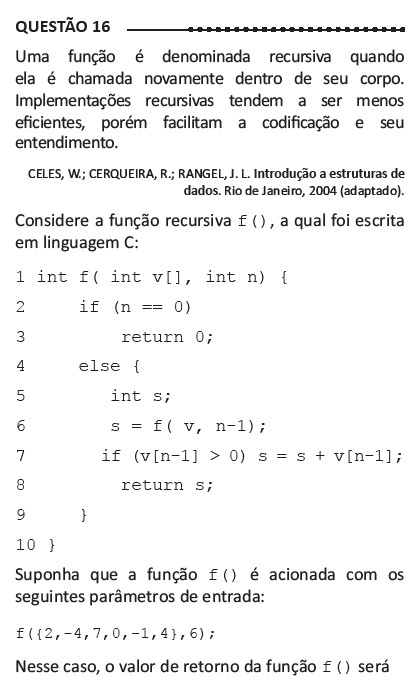 QUESTÃO 16
Uma função é denominada recursiva quando
ela é chamada novamente dentro de seu corpo.
Implementações recursivas tendem a ser menos
eficientes, porém facilitam a codificação e seu
entendimento.
CELES, W.; CERQUEIRA, R.; RANGEL, J. L. Introdução a estruturas de
dados. Rio de Janeiro, 2004 (adaptado).
Considere a função recursiva f(), a qual foi escrita
em linguagem C:
1 int f( int v[], int n) {
2 if (n == 0)
3 return 0;
4 else {
5 int s;
6 s = f( v, n-1);
7 if (v[n-1] > 0) s = s + v[n-1];
8 return s;
9 }
10 }
Suponha que a função f() é acionada com os
seguintes parâmetros de entrada:
f({2,-4,7,0,-1,4},6);
Nesse caso, o valor de retorno da função f() será